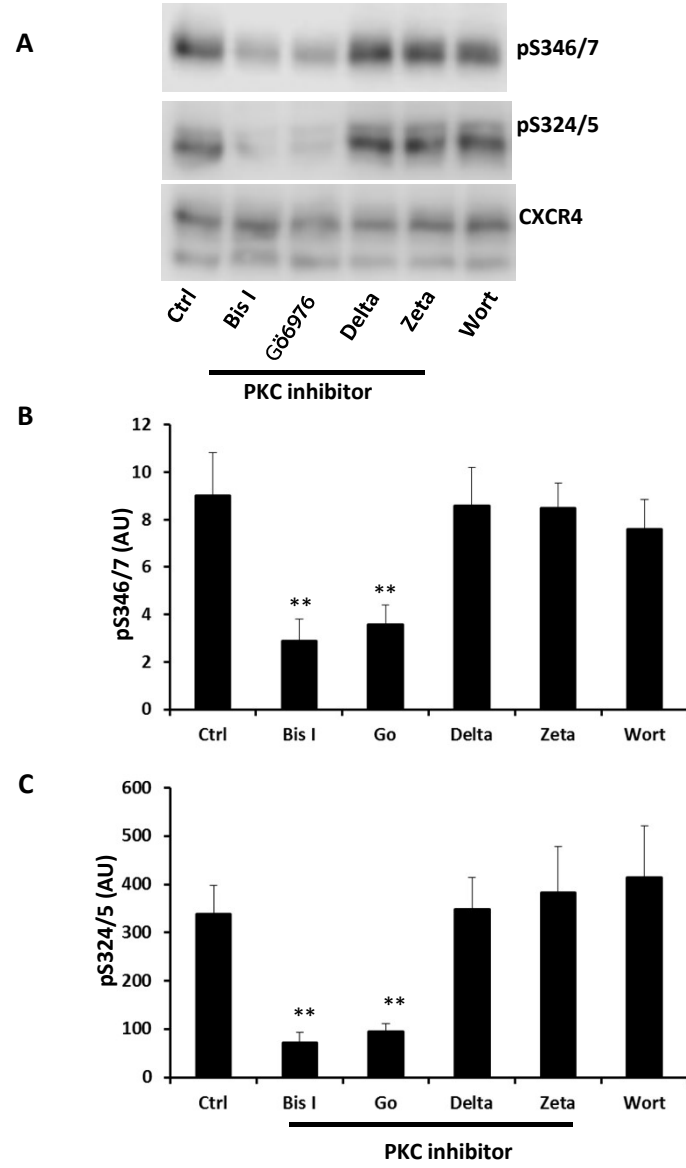 A
pS346/7
pS324/5
CXCR4
Ctrl Bis I Gö6976 Delta Zeta Wort
PKC inhibitor
B
pS346/7 (AU)
12
10
8
6
4
2
0
** **
Ctrl Bis I Go Delta Zeta Wort
C
pS324/5 (AU)
600
500
400
300
200
100
0
** **
Ctrl Bis I Go Delta Zeta Wort
PKC inhibitor